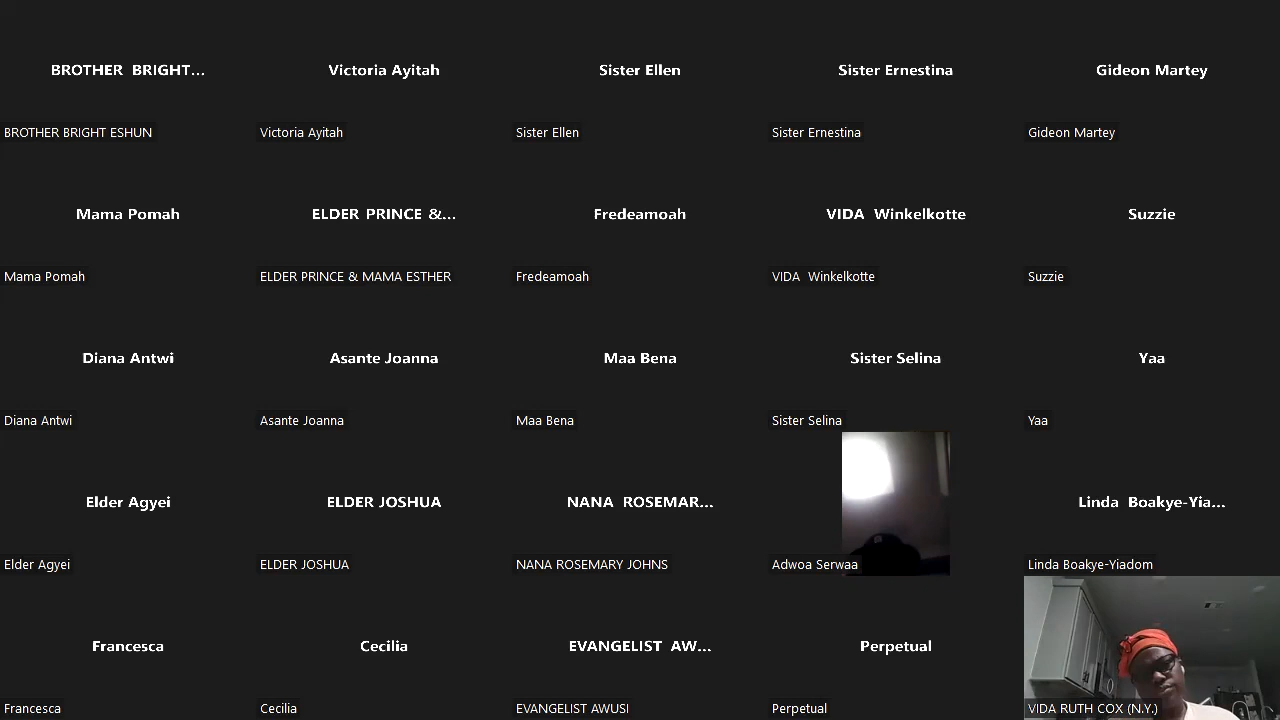 BROTHER BRIGHT...
Victoria Ayitah
Sister Ellen
Sister Ernestina
Gideon Martey
BROTHER BRIGHT ESHUN
Victoria Ayitah
Sister Ellen
Sister Ernestina
Gideon Martey
Mama Pomah
ELDER PRINCE &...
Fredeamoah
VIDA Winkelkotte
Suzzie
Mama Pomah
ELDER PRINCE & MAMA ESTHER
Fredeamoah
VIDA Winkelkotte
Suzzie
Diana Antwi
Asante Joanna
Maa Bena
Sister Selina
Yaa
Diana Antwi
Asante Joanna
Maa Bena
Sister Selina
Yaa
Elder Agyei
ELDER JOSHUA
NANA ROSEMAR...
Linda Boakye-Yia...
Elder Agyei
ELDER JOSHUA
NANA ROSEMARY JOHNS
Adwoa Serwaa
Linda Boakye-Yiadom
Francesca
Cecilia
EVANGELIST AW...
Perpetual
Francesca
Cecilia
EVANGELIST AWUSI
Perpetual
VIDA RUTH COX (N.Y.)